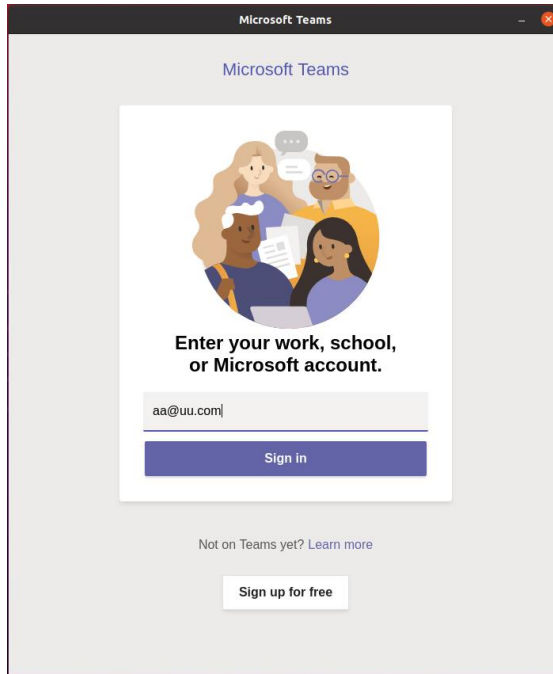 Microsoft Teams
Microsoft Teams
Enter your work, school,
or Microsoft account.
aa@uu.com
Sign in
Not on Teams yet? Learn more
Sign up for free